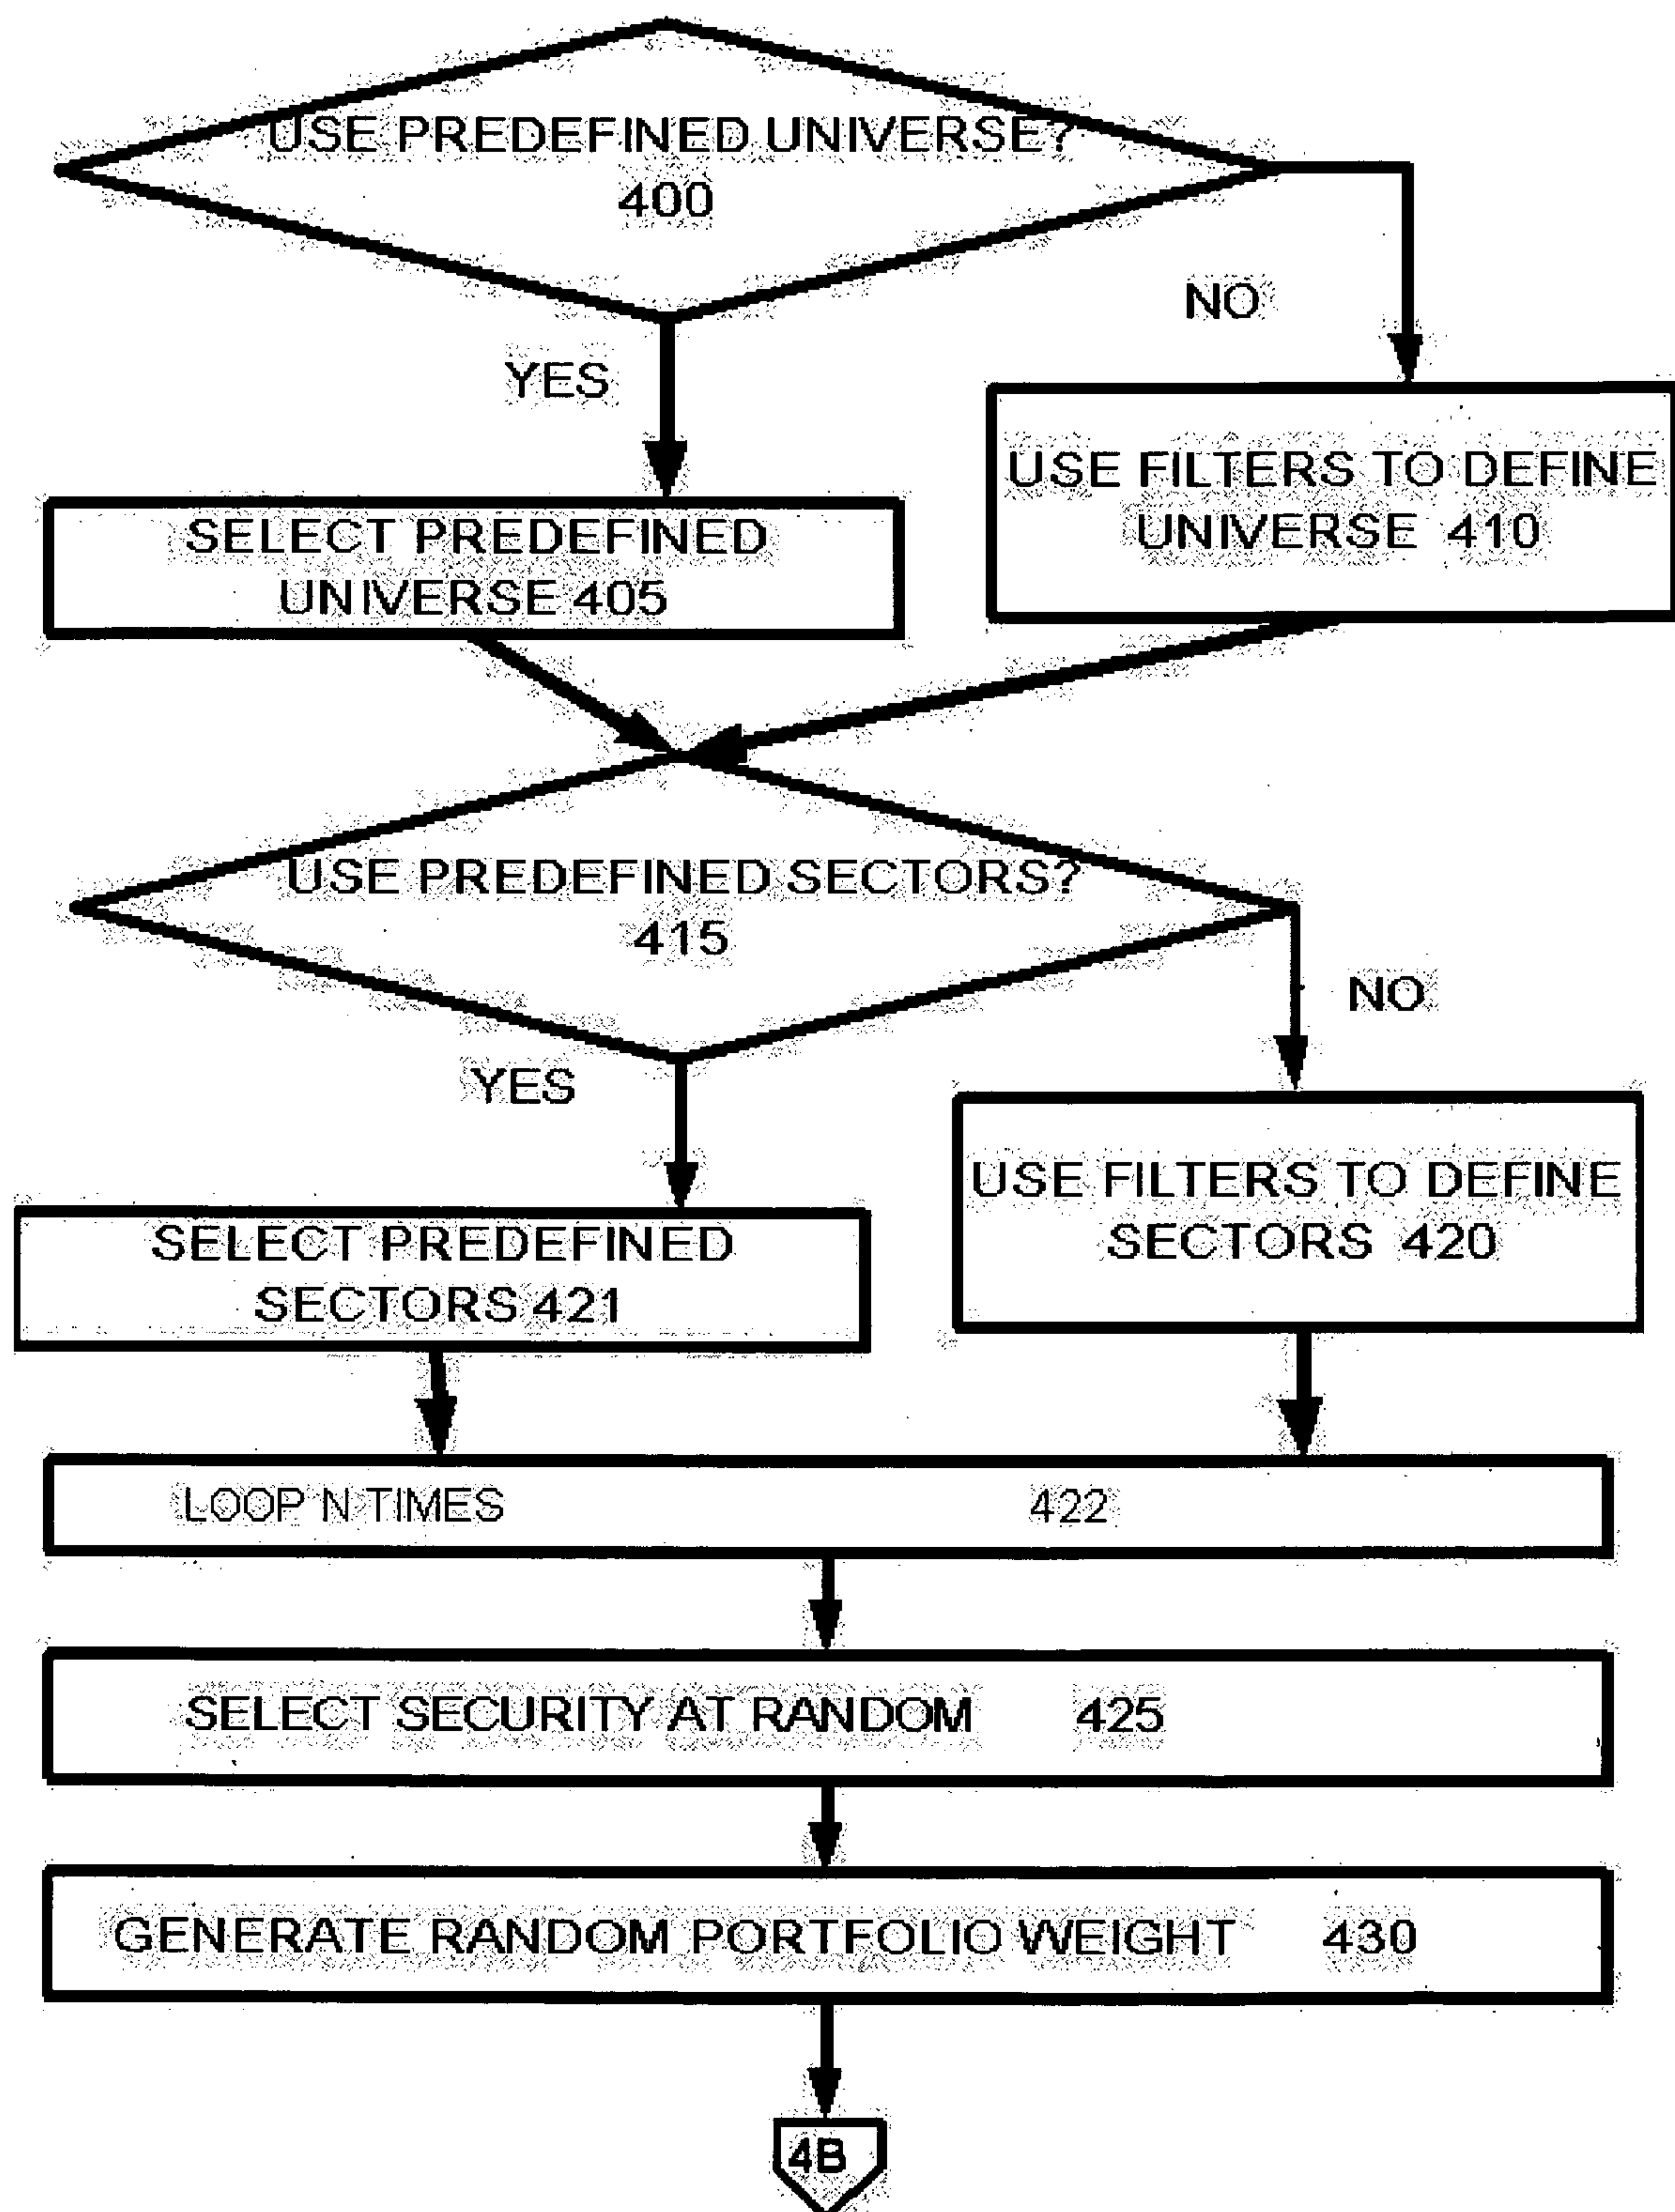 USE PREDEFINED UNIVERSE?
400
NO
YES
USE FILTERS TO DEFINE
UNIVERSE 410
SELECT PREDEFINED
UNIVERSE 405
USE PREDEFINED SECTORS?
415
NO
YES
USE FILTERS TO DEFINE
SECTORS 420
SELECT PREDEFINED
SECTORS 421
LOOP N TIMES 422
SELECT SECURITY AT RANDOM 425
GENERATE RANDOM PORTFOLIO WEIGHT 430
4B